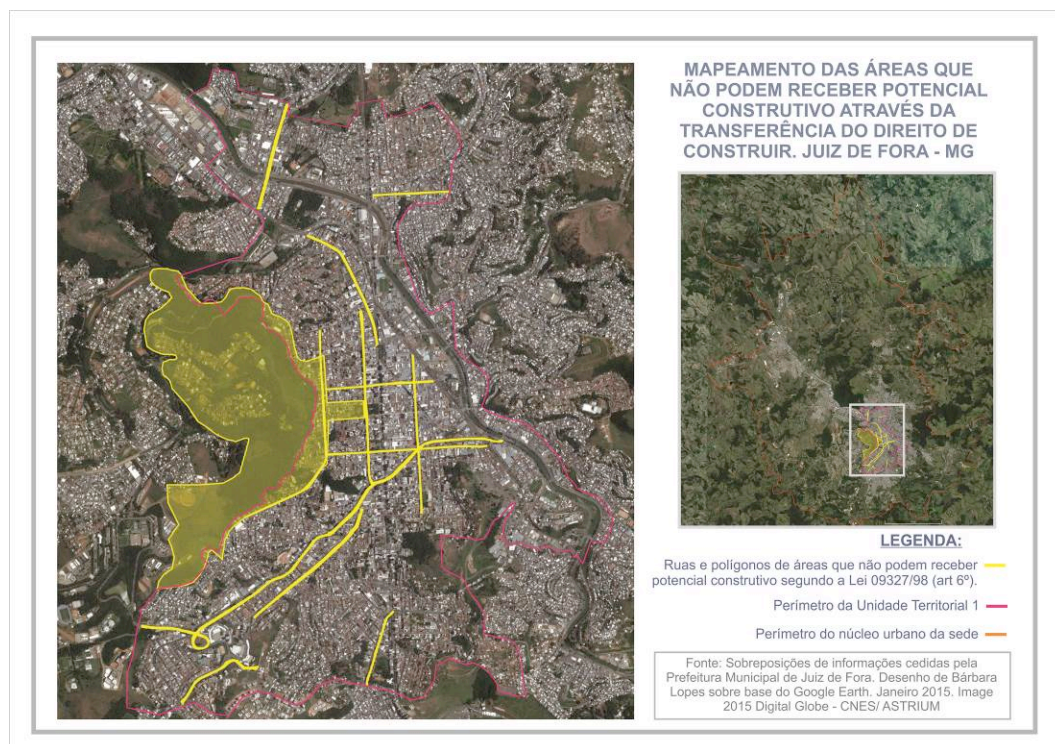 MAPEAMENTO DAS ÁREAS QUE
NÃO PODEM RECEBER POTENCIAL
CONSTRUTIVO ATRAVÉS DA
TRANSFERÊNCIA DO DIREITO DE
CONSTRUIR. JUIZ DE FORA - MG
LEGENDA:
Ruas e polígonos de áreas que não podem receber
potencial construtivo segundo a Lei 09327/98 (art 6º).
Perímetro da Unidade Territorial 1
Perímetro do núcleo urbano da sede
Fonte: Sobreposições de informações cedidas pela
Prefeitura Municipal de Juiz de Fora. Desenho de Bárbara
Lopes sobre base do Google Earth. Janeiro 2015. Image
2015 Digital Globe - CNES/ ASTRIUM